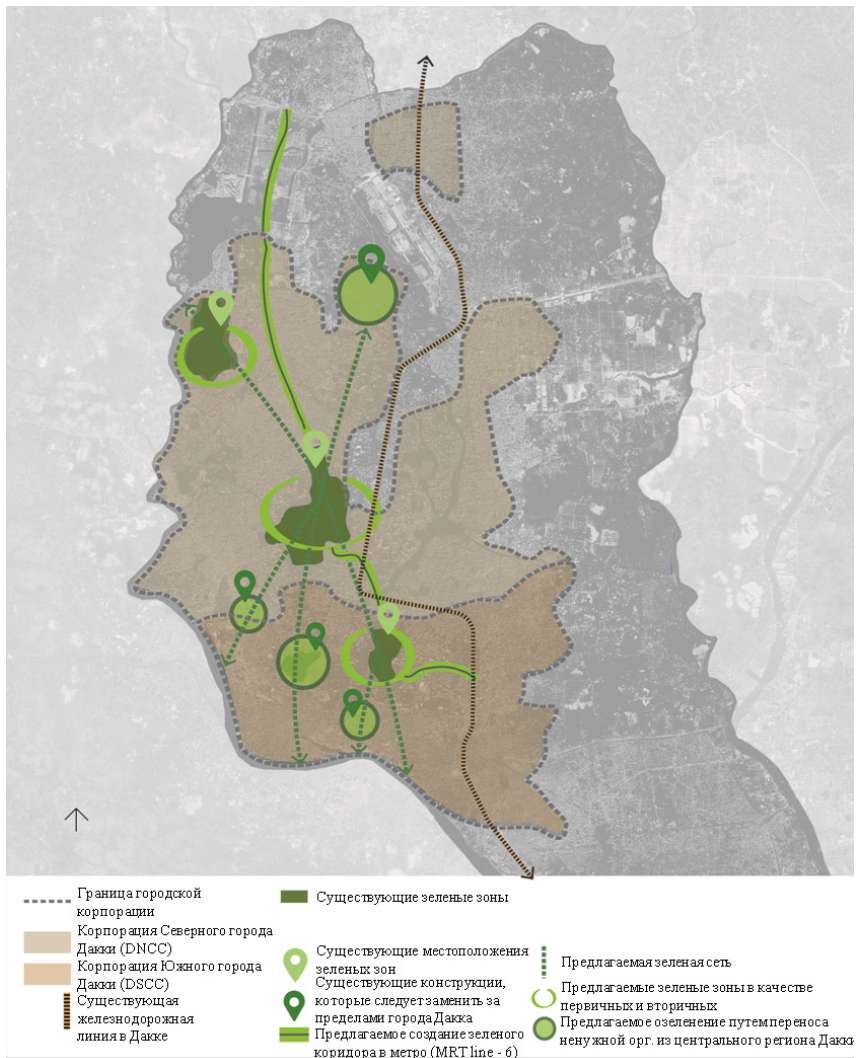 Граница городской
корпорации
Корпорация Северного города
Дакки (DNCC)
Корпорация Южного города
Дакки (DSCC)
Существующая
железнодорожная
линия в Дакке
Существующие зеленые зоны
Существующие местоположения
зеленых зон
Существующие конструкции,
которые следует заменить за
пределами города Дакка
Предлагаемое создание зеленого
коридора в метро (MRT line - 6)
Предлагаемая зеленая сеть
Предлагаемые зеленые зоны в качестве
первичных и вторичных
Предлагаемое озеленение путем переноса
ненужной орг. из центрального региона Дакки